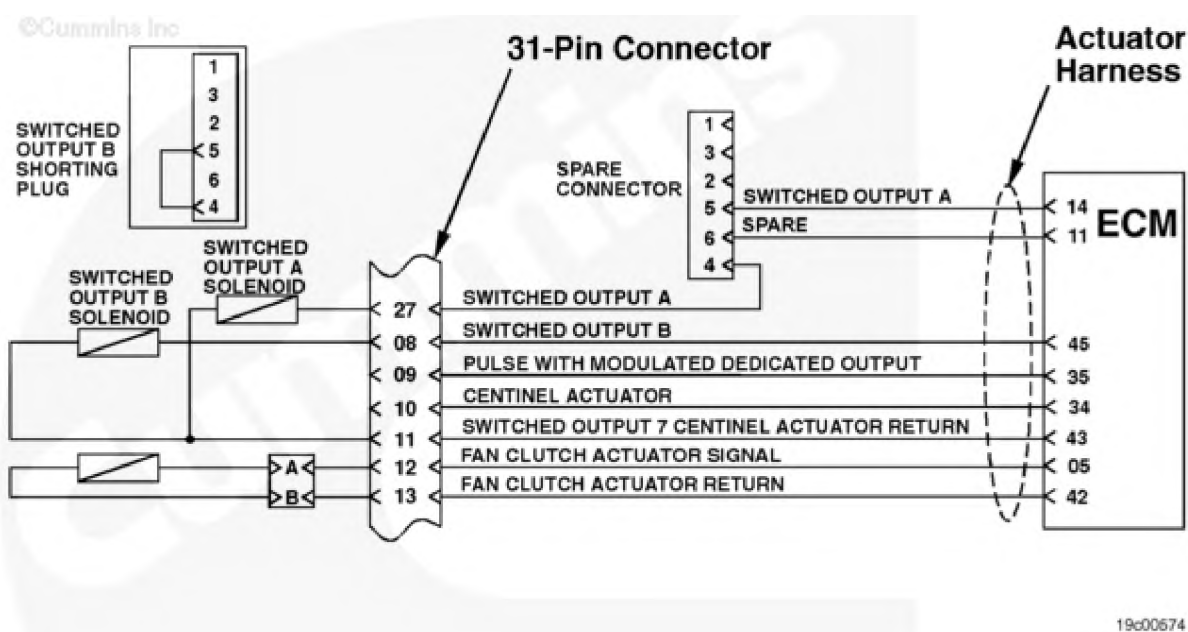 ©Cummins Inc
31-Pin Connector
Actuator
Harness
SWITCHED
OUTPUT B
SHORTING
PLUG
1
3
2
5
6
4
SPARE
CONNECTOR
1
3
2
5
6
4
SWITCHED OUTPUT A
SPARE
14
11
ECM
SWITCHED
OUTPUT A
SOLENOID
SWITCHED
OUTPUT B
SOLENOID
27
SWITCHED OUTPUT A
08
SWITCHED OUTPUT B
45
09
PULSE WITH MODULATED DEDICATED OUTPUT
35
10
CENTINEL ACTUATOR
34
11
SWITCHED OUTPUT 7 CENTINEL ACTUATOR RETURN
43
A
12
FAN CLUTCH ACTUATOR SIGNAL
05
B
13
FAN CLUTCH ACTUATOR RETURN
42
Cummins
19c00674